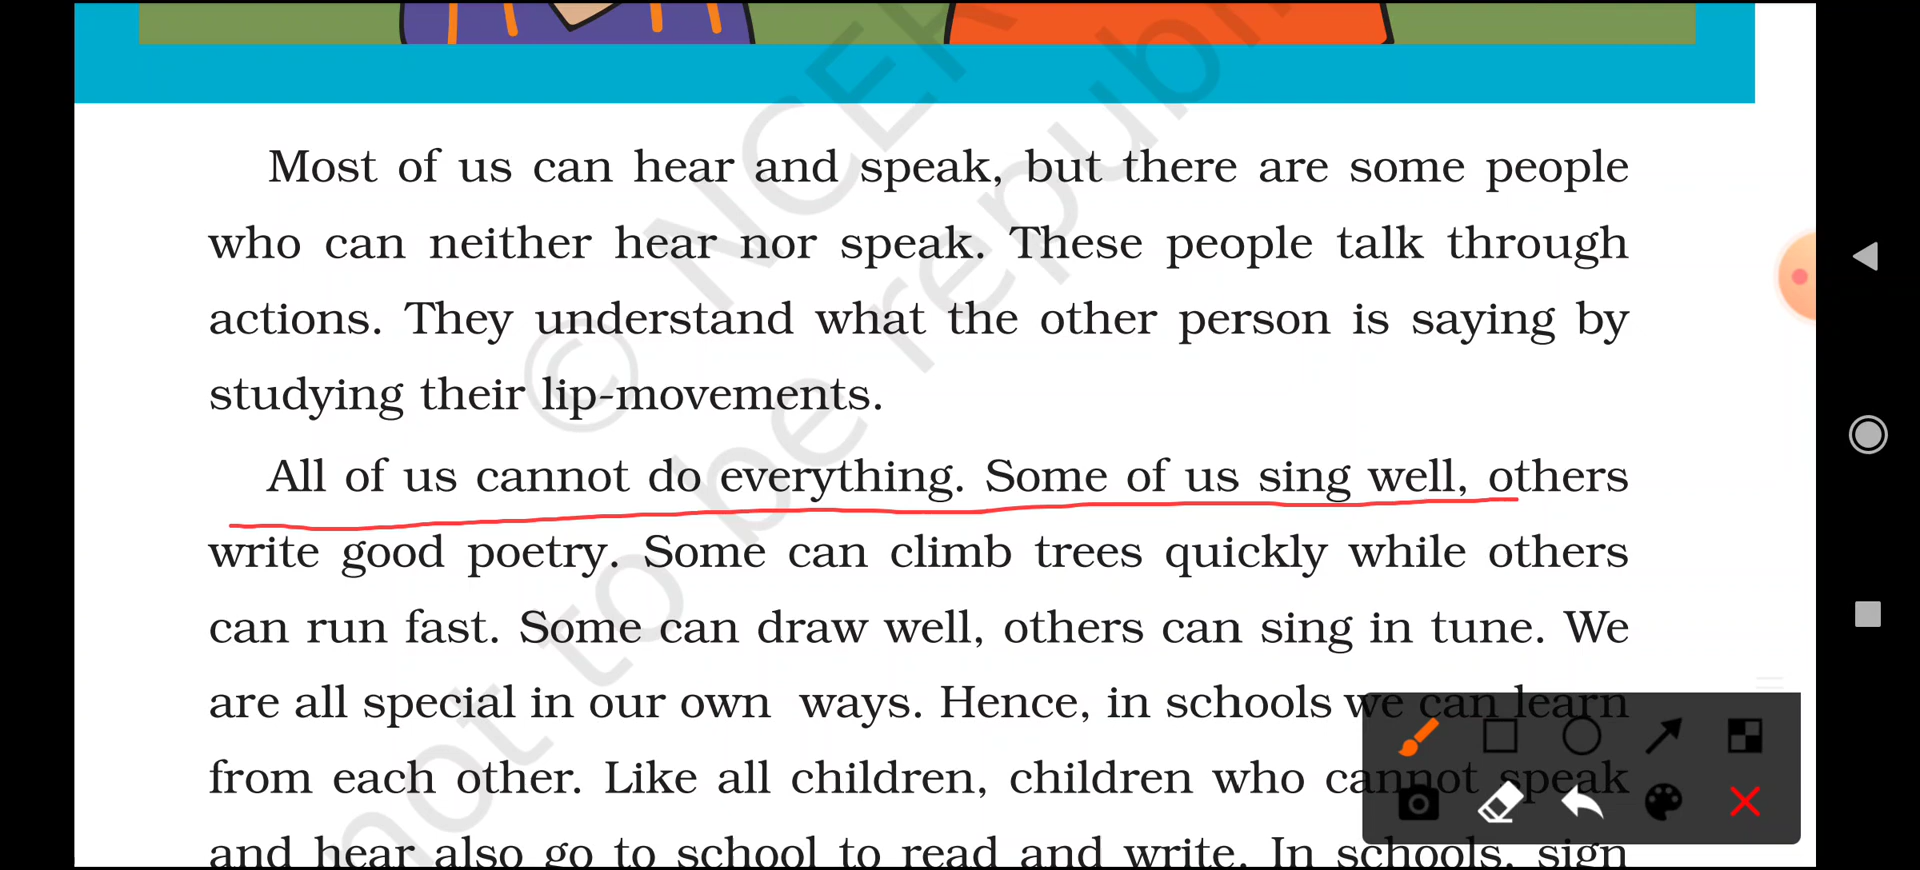 Most of us can hear and speak, but there are some people
who can neither hear nor speak. These people talk through
actions. They understand what the other person is saying by
studying their lip-movements.
All of us cannot do everything. Some of us sing well, others
write good poetry. Some can climb trees quickly while others
can run fast. Some can draw well, others can sing in tune. We
are all special in our own ways. Hence, in schools we can learn
from each other. Like all children, children who cannot speak
and hear also go to school to read and write. In schools, sign
© NCER
not to be republi